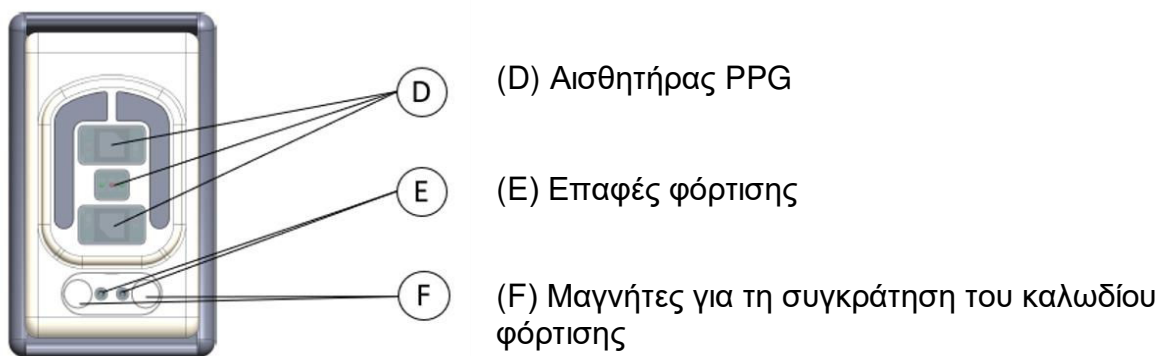 D (D) Αισθητήρας PPG
E (E) Επαφές φόρτισης
F (F) Μαγνήτες για τη συγκράτηση του καλωδίου
φόρτισης